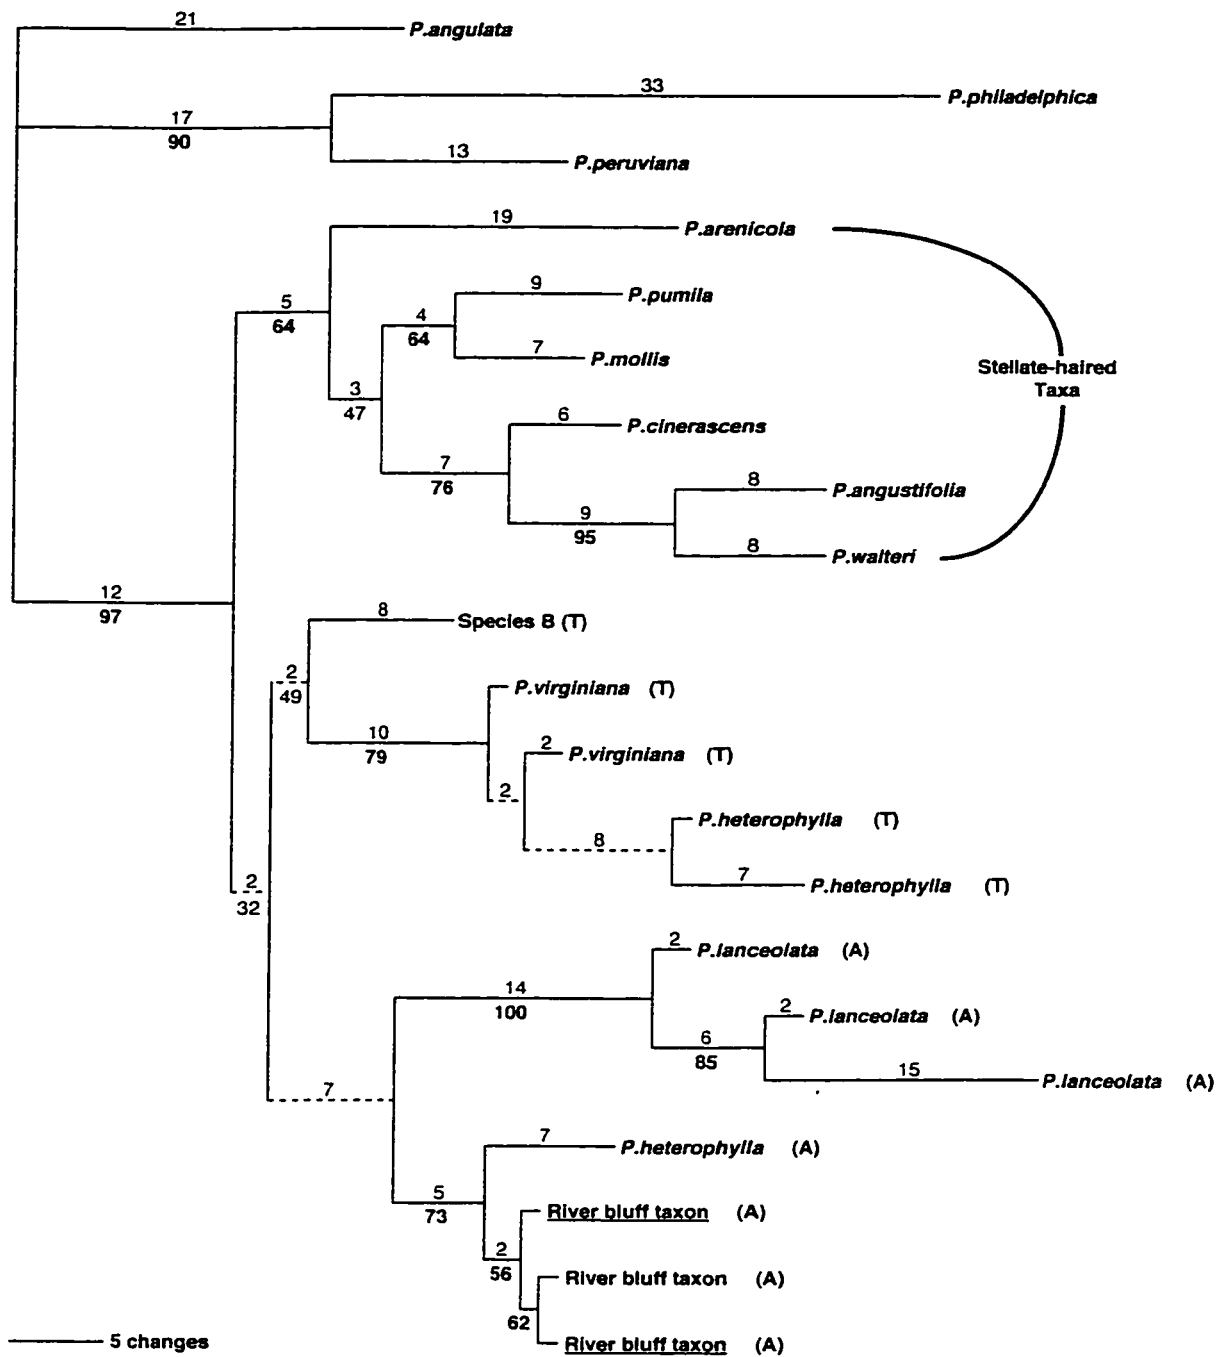 21
P.angulata
33
P.philadelphica
17
90
13
P.peruviana
19
P.arenicola
9
P.pumila
5
64
4
64
7
P.mollis
Stellate-haired
Taxa
3
47
6
P.cinerascens
7
76
8
P.angustifolia
9
95
8
P.walteri
12
97
8
Species B (T)
2
49
P.virginiana (T)
10
79
2
P.virginiana (T)
2
P.heterophylla (T)
8
7
P.heterophylla (T)
2
32
2
P.lanceolata (A)
14
100
2
P.lanceolata (A)
6
85
15
P.lanceolata (A)
7
7
P.heterophylla (A)
5
73
River bluff taxon (A)
2
56
River bluff taxon (A)
62
River bluff taxon (A)
5 changes